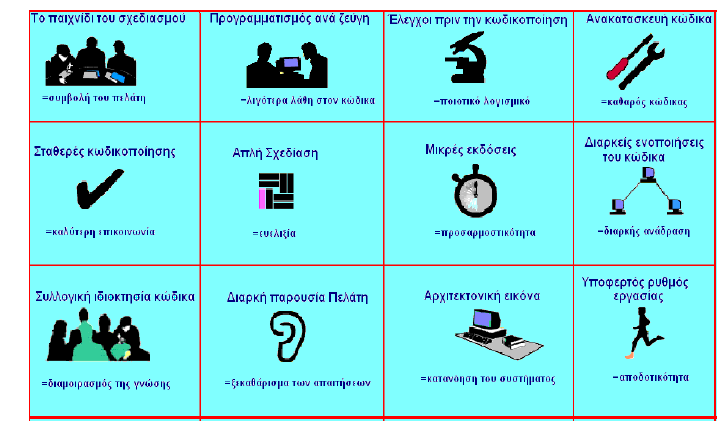 Το παιχνίδι του σχεδιασμού
=συμβολή του πελάτη
Προγραμματισμός ανά ζεύγη
=λιγότερα λάθη στον κώδικα
Έλεγχοι πριν την κωδικοποίηση
=ποιοτικό λογισμικό
Ανακατασκευή κώδικα
=καθαρός κώδικας
Σταθερές κωδικοποίησης
=καλύτερη επικοινωνία
Απλή Σχεδίαση
=ευελιξία
Μικρές εκδόσεις
=προσαρμοστικότητα
Διαρκείς ενοποιήσεις
του κώδικα
=διαρκής ανάδραση
Συλλογική ιδιοκτησία κώδικα
=διαμοιρασμός της γνώσης
Διαρκή παρουσία Πελάτη
=ξεκαθάρισμα των απαιτήσεων
Αρχιτεκτονική εικόνα
=κατανόηση του συστήματος
Υποφερτός ρυθμός
εργασίας
=αποδοτικότητα